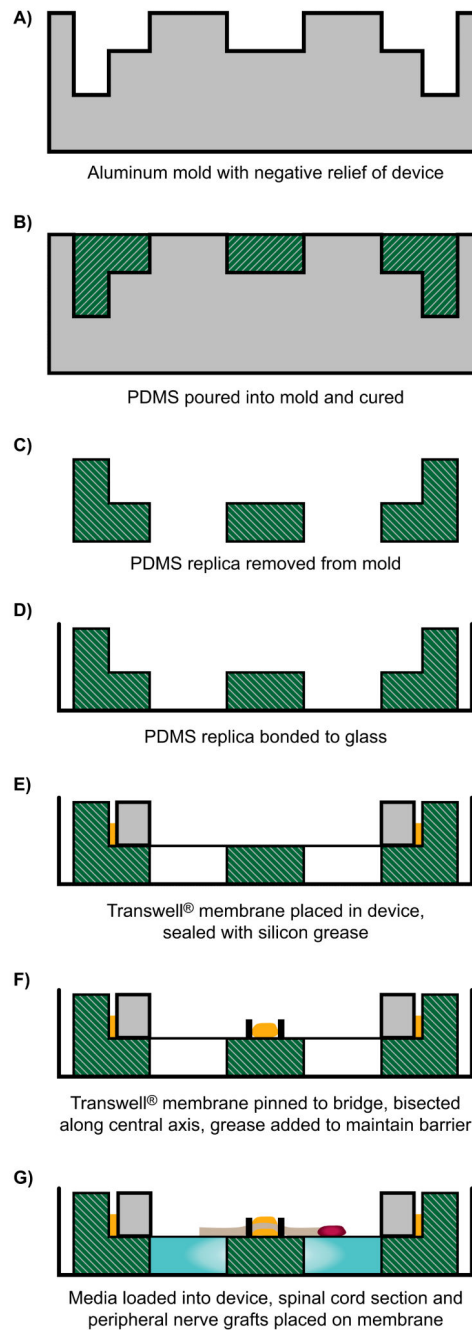 A)
Aluminum mold with negative relief of device
B)
PDMS poured into mold and cured
C)
PDMS replica removed from mold
D)
PDMS replica bonded to glass
E)
Transwell® membrane placed in device,
sealed with silicon grease
F)
Transwell® membrane pinned to bridge, bisected
along central axis, grease added to maintain barrier
G)
Media loaded into device, spinal cord section and
peripheral nerve grafts placed on membrane